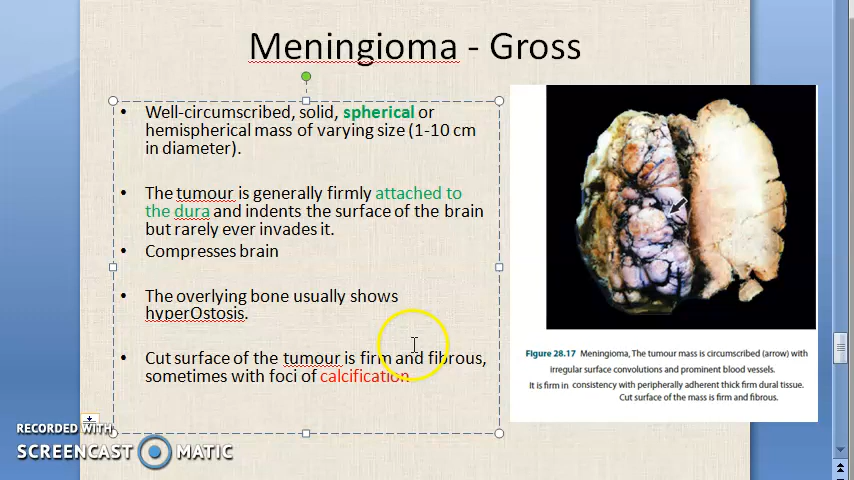 Meningioma - Gross
• Well-circumscribed, solid, spherical or
hemispherical mass of varying size (1-10 cm
in diameter).
• The tumour is generally firmly attached to
the dura and indents the surface of the brain
but rarely ever invades it.
• Compresses brain
• The overlying bone usually shows
hyperOstosis.
• Cut surface of the tumour is firm and fibrous,
sometimes with foci of calcification
Figure 28.17 Meningioma, The tumour mass is circumscribed (arrow) with
irregular surface convolutions and prominent blood vessels.
It is firm in consistency with peripherally adherent thick firm dural tissue.
Cut surface of the mass is firm and fibrous.
RECORDED WITH
SCREENCAST MATIC